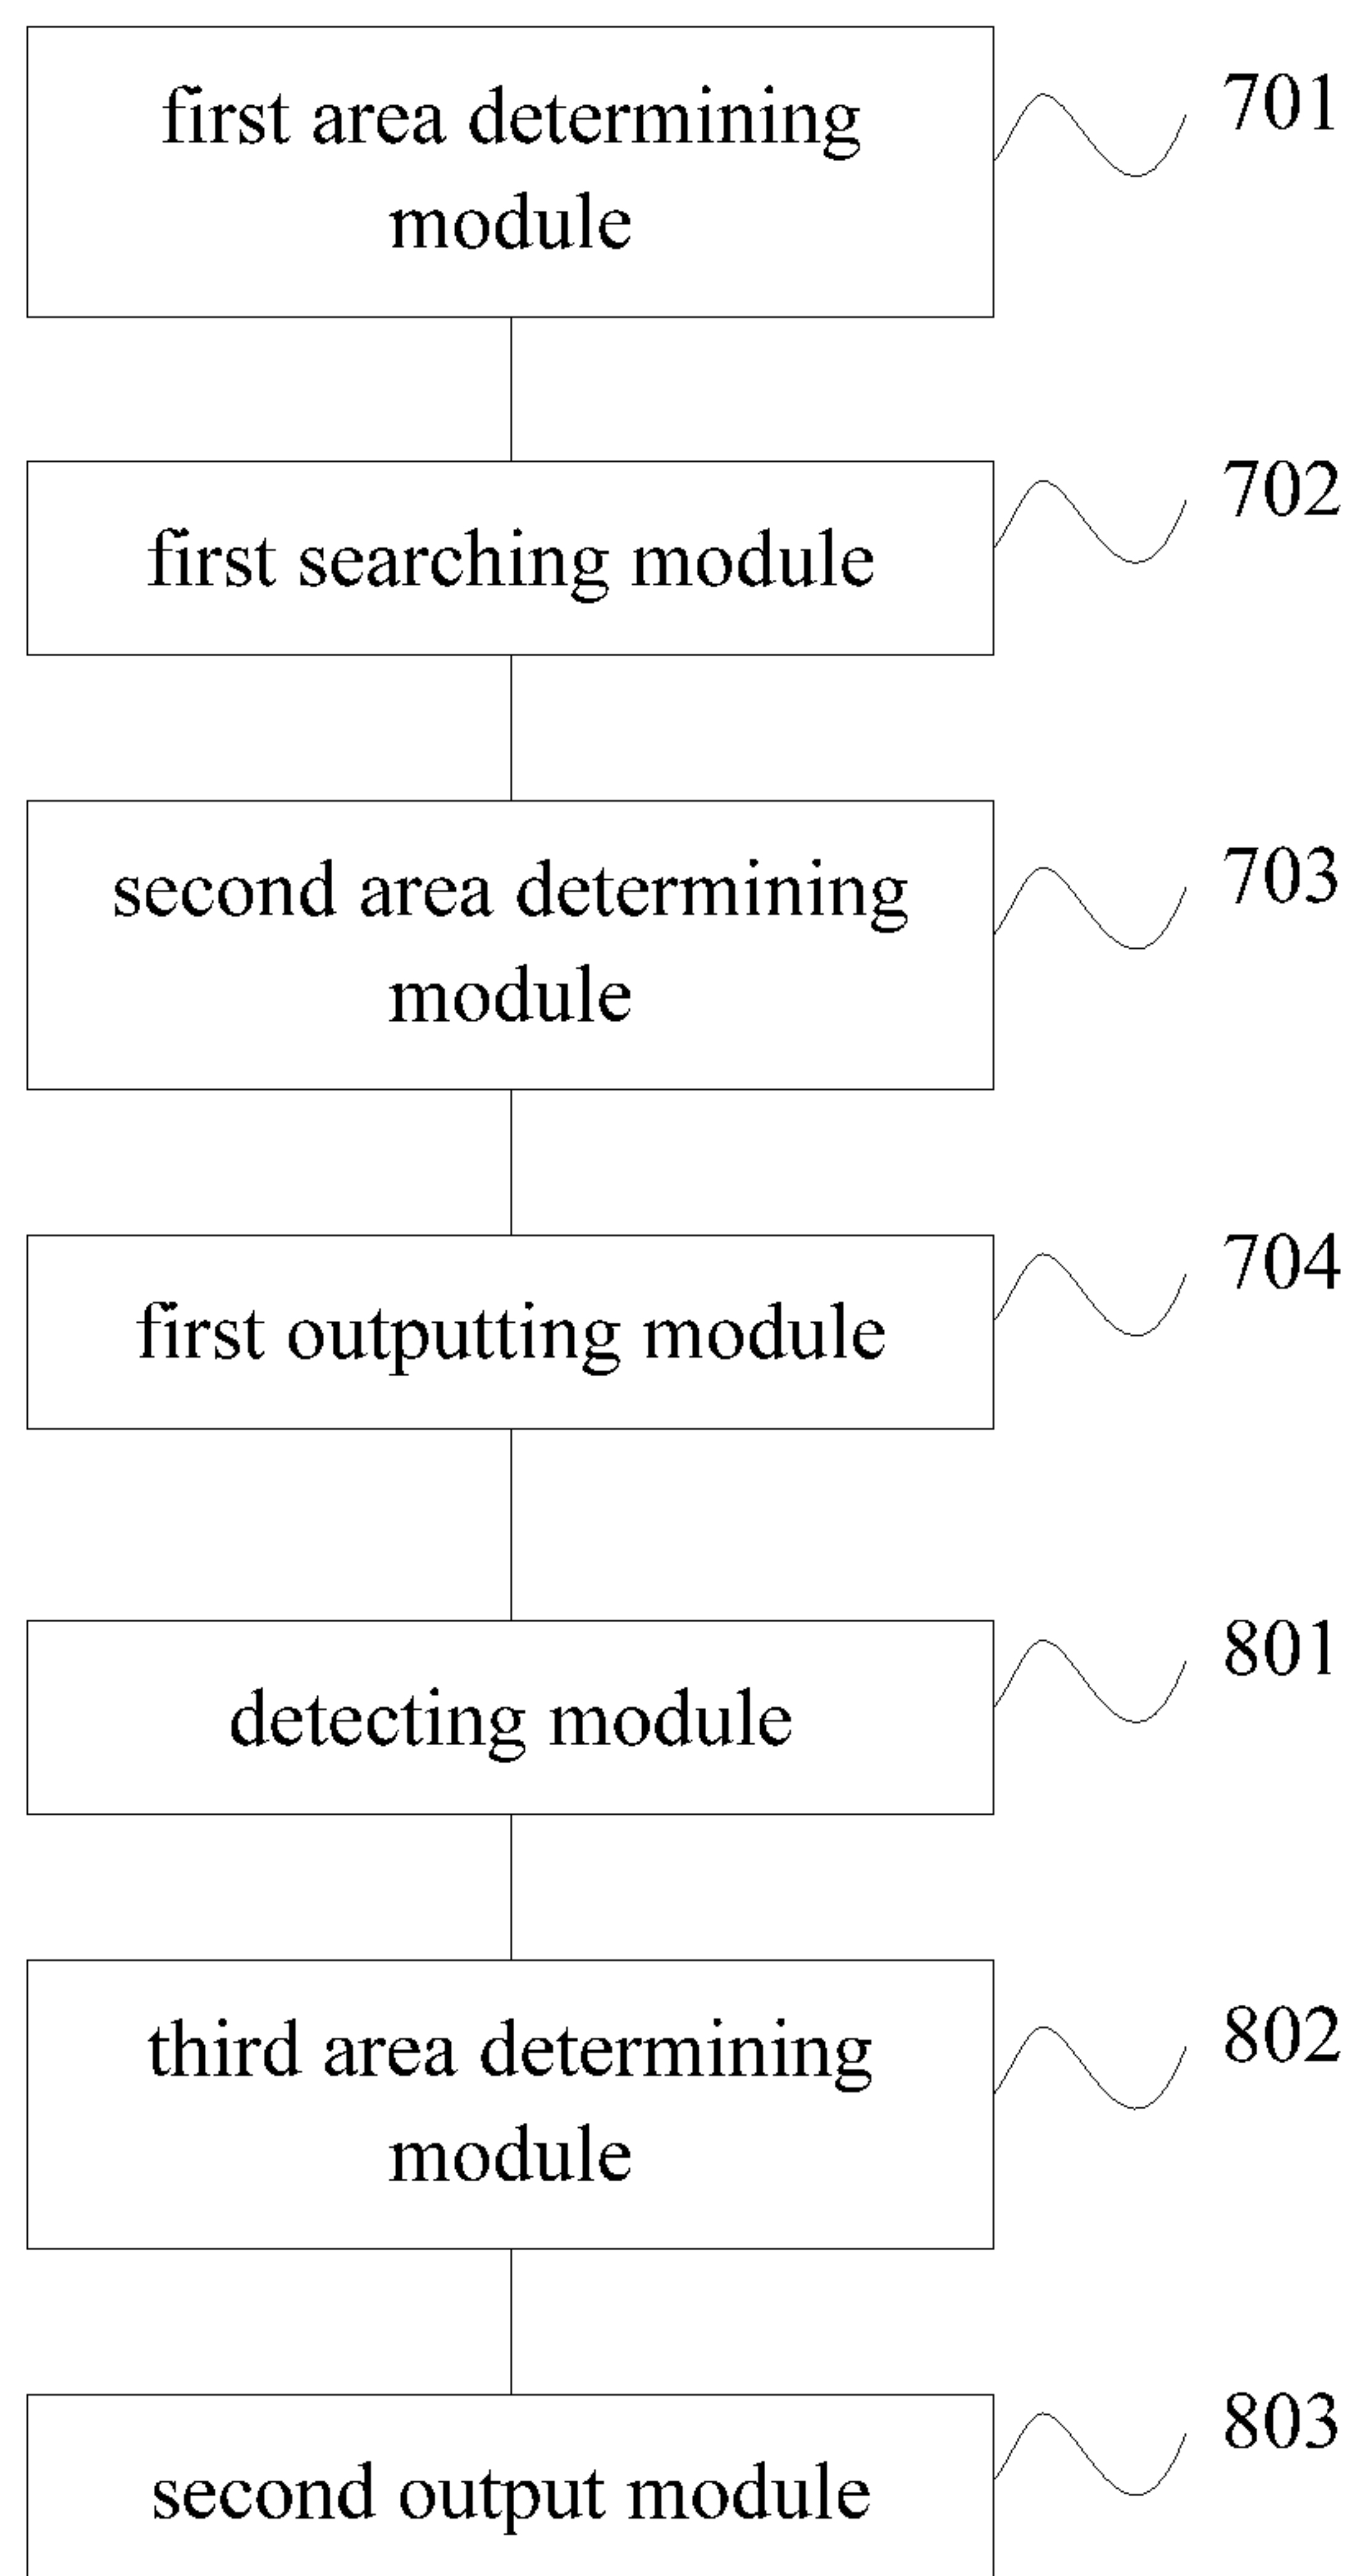 first area determining
module
701
first searching module
702
second area determining
module
703
first outputting module
704
detecting module
801
third area determining
module
802
second output module
803